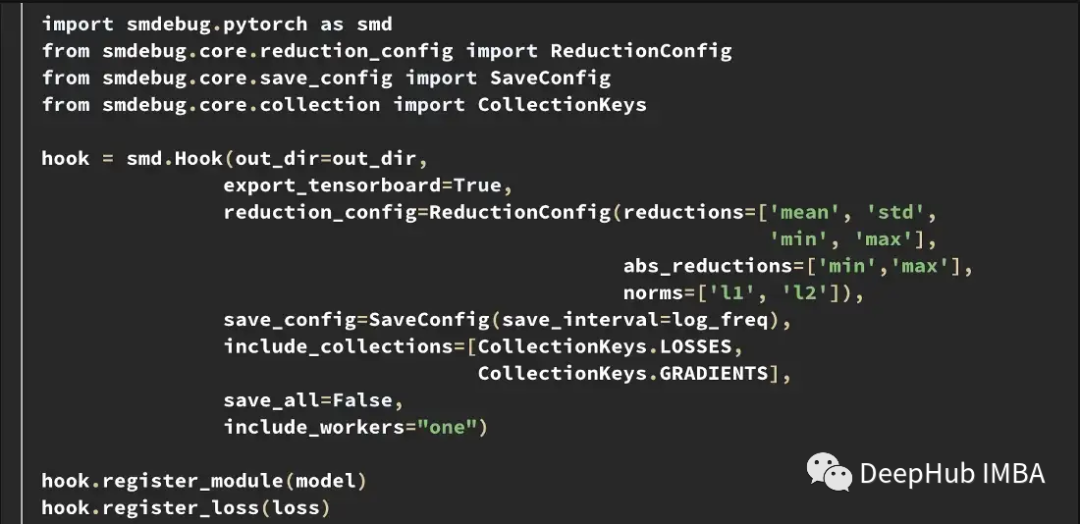 import smdebug.pytorch as smd
from smdebug.core.reduction_config import ReductionConfig
from smdebug.core.save_config import SaveConfig
from smdebug.core.collection import CollectionKeys

hook = smd.Hook(out_dir=out_dir,
                export_tensorboard=True,
                reduction_config=ReductionConfig(reductions=['mean', 'std',
                                                             'min', 'max'],
                                                 abs_reductions=['min','max'],
                                                 norms=['l1', 'l2']),
                save_config=SaveConfig(save_interval=log_freq),
                include_collections=[CollectionKeys.LOSSES,
                                     CollectionKeys.GRADIENTS],
                save_all=False,
                include_workers="one")

hook.register_module(model)
hook.register_loss(loss)
DeepHub IMBA